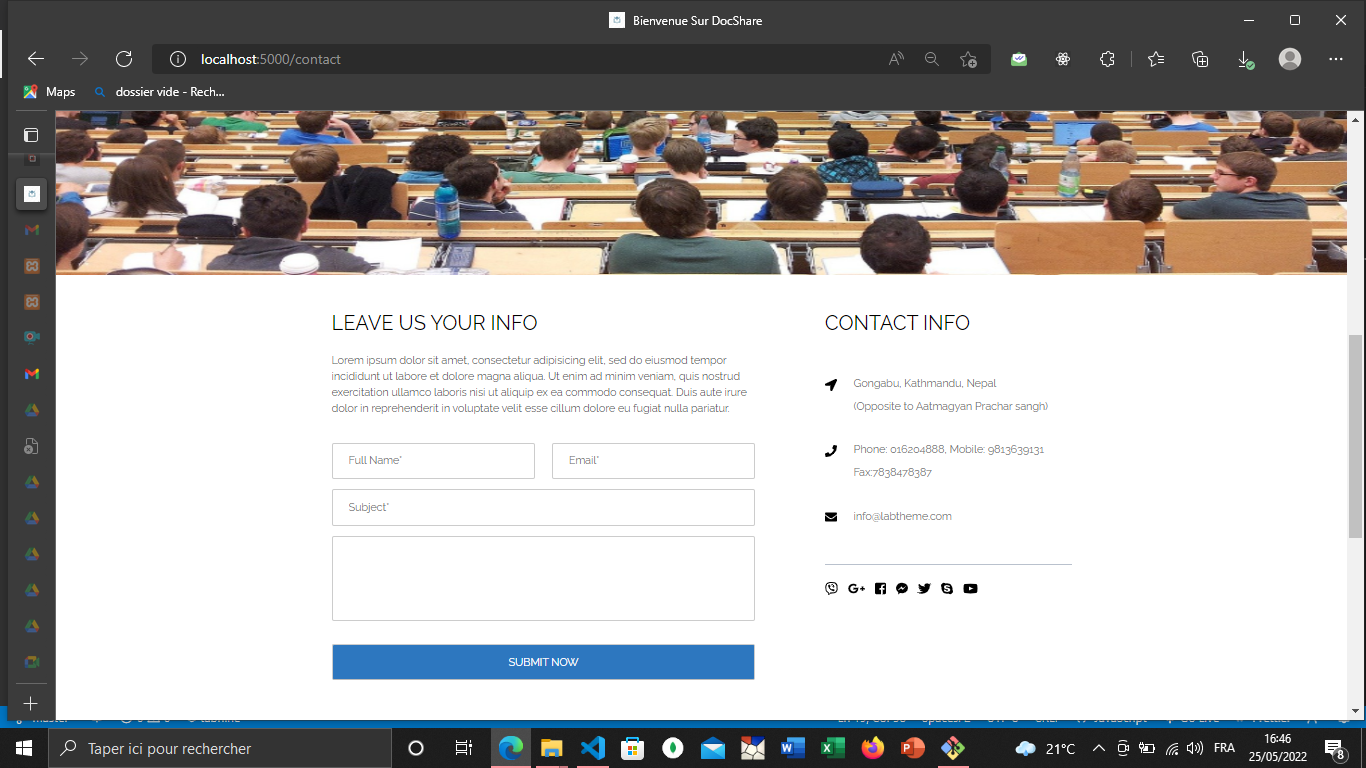 Bienvenue Sur DocShare
localhost:5000/contact
Maps
dossier vide - Rech...
LEAVE US YOUR INFO
Lorem ipsum dolor sit amet, consectetur adipisicing elit, sed do eiusmod tempor
incididunt ut labore et dolore magna aliqua. Ut enim ad minim veniam, quis nostrud
exercitation ullamco laboris nisi ut aliquip ex ea commodo consequat. Duis aute irure
dolor in reprehenderit in voluptate velit esse cillum dolore eu fugiat nulla pariatur.
Full Name*
Email*
Subject*
SUBMIT NOW
CONTACT INFO
Gongabu, Kathmandu, Nepal
(Opposite to Aatmagyan Prachar sangh)
Phone: 016204888, Mobile: 9813639131
Fax:7838478387
info@labtheme.com
Taper ici pour rechercher
21°C
FRA
16:46
25/05/2022
8